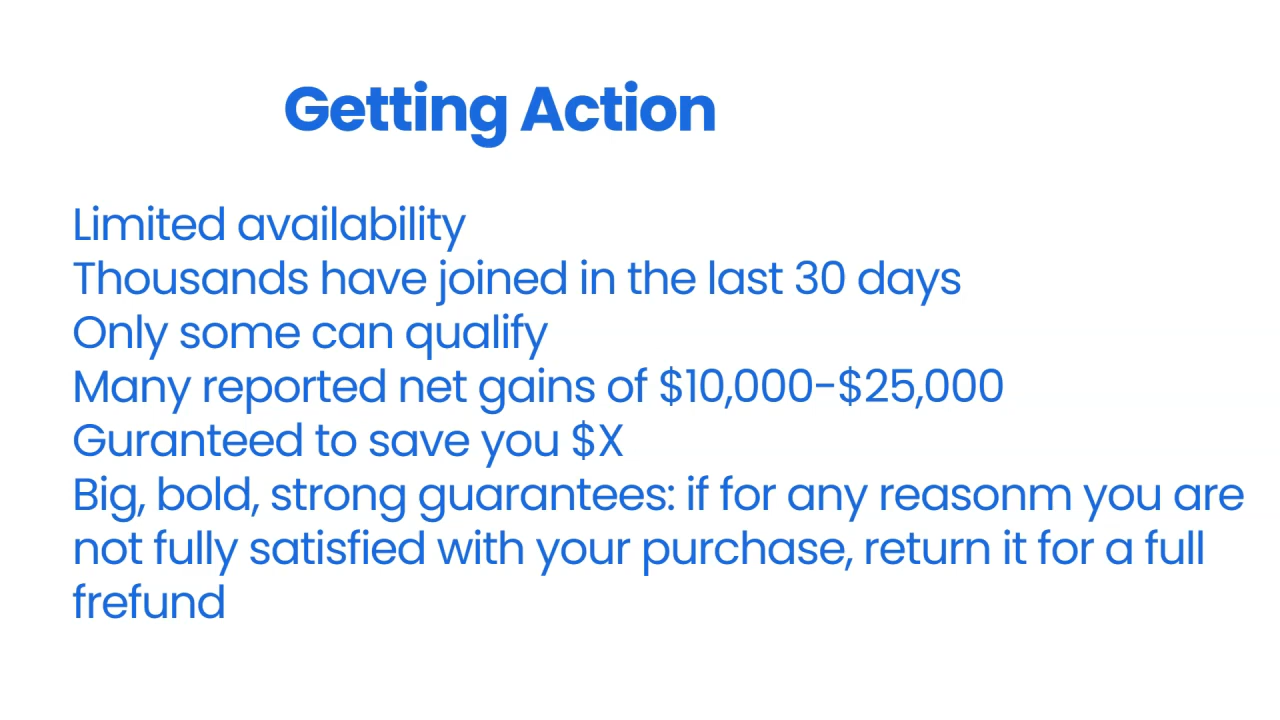 Getting Action
Limited availability
Thousands have joined in the last 30 days
Only some can qualify
Many reported net gains of $10,000-$25,000
Guranteed to save you $X
Big, bold, strong guarantees: if for any reasonm you are
not fully satisfied with your purchase, return it for a full
frefund